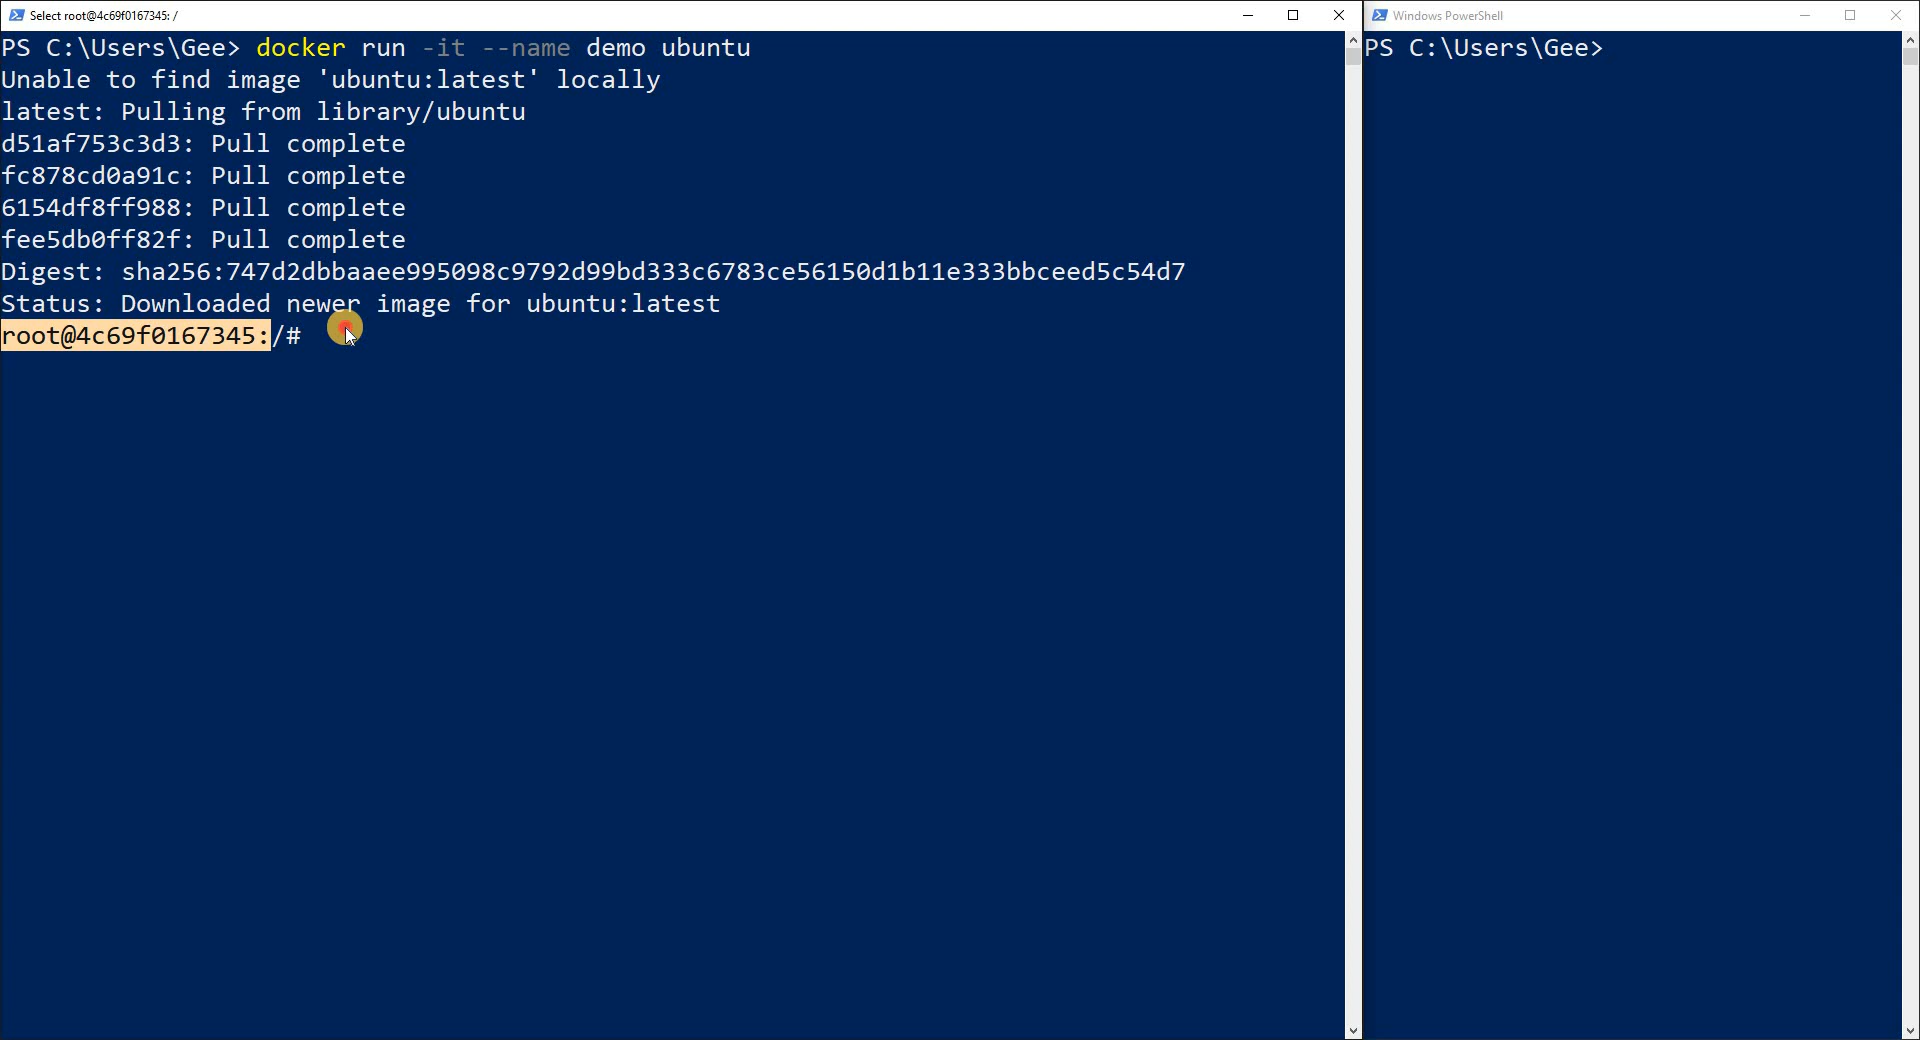 Select root@4c69f0167345: /
PS C:\Users\Gee> docker run -it --name demo ubuntu
Unable to find image 'ubuntu:latest' locally
latest: Pulling from library/ubuntu
d51af753c3d3: Pull complete
fc878cd0a91c: Pull complete
6154df8ff988: Pull complete
fee5db0ff82f: Pull complete
Digest: sha256:747d2dbbaaee995098c9792d99bd333c6783ce56150d1b11e333bbceed5c54d7
Status: Downloaded newer image for ubuntu:latest
root@4c69f0167345:/#
Windows PowerShell
PS C:\Users\Gee>